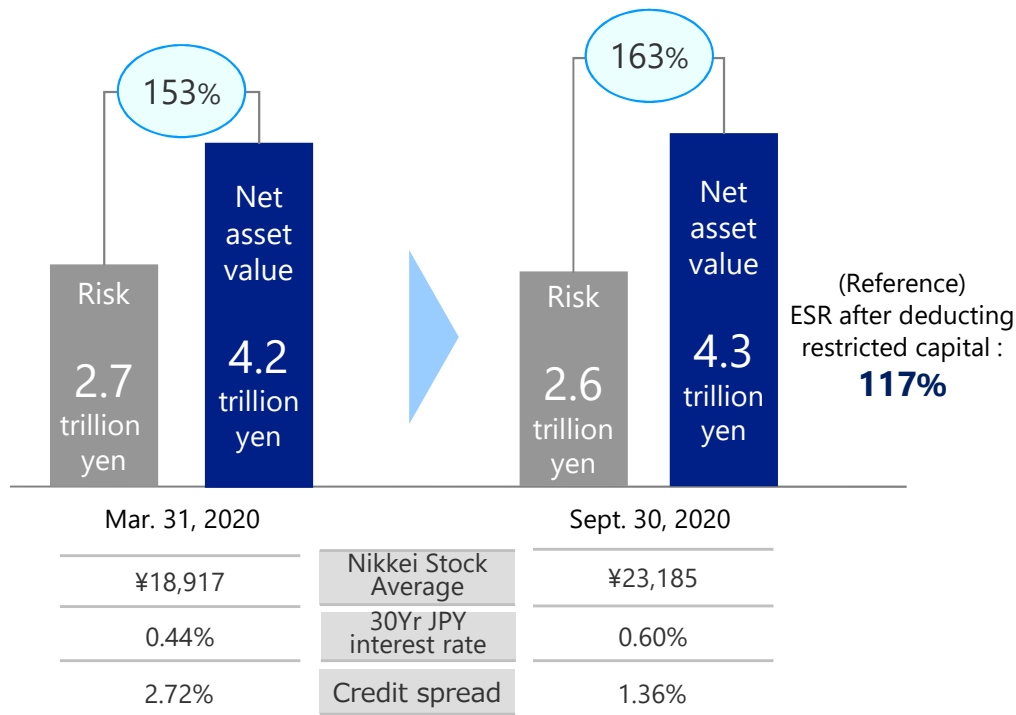 153%
163%
Risk
2.7
trillion
yen
Net
asset
value
4.2
trillion
yen
Risk
2.6
trillion
yen
Net
asset
value
4.3
trillion
yen
(Reference)
ESR after deducting
restricted capital :
117%
Mar. 31, 2020
Sept. 30, 2020
¥18,917
Nikkei Stock
Average
¥23,185
0.44%
30Yr JPY
interest rate
0.60%
2.72%
Credit spread
1.36%